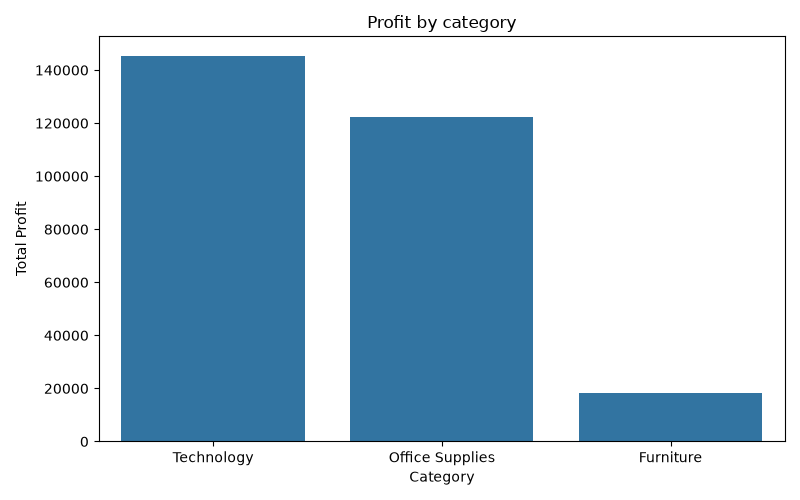 Profit by category
140000
120000
100000
80000
60000
40000
20000
0
Total Profit
Technology Office Supplies Furniture
Category